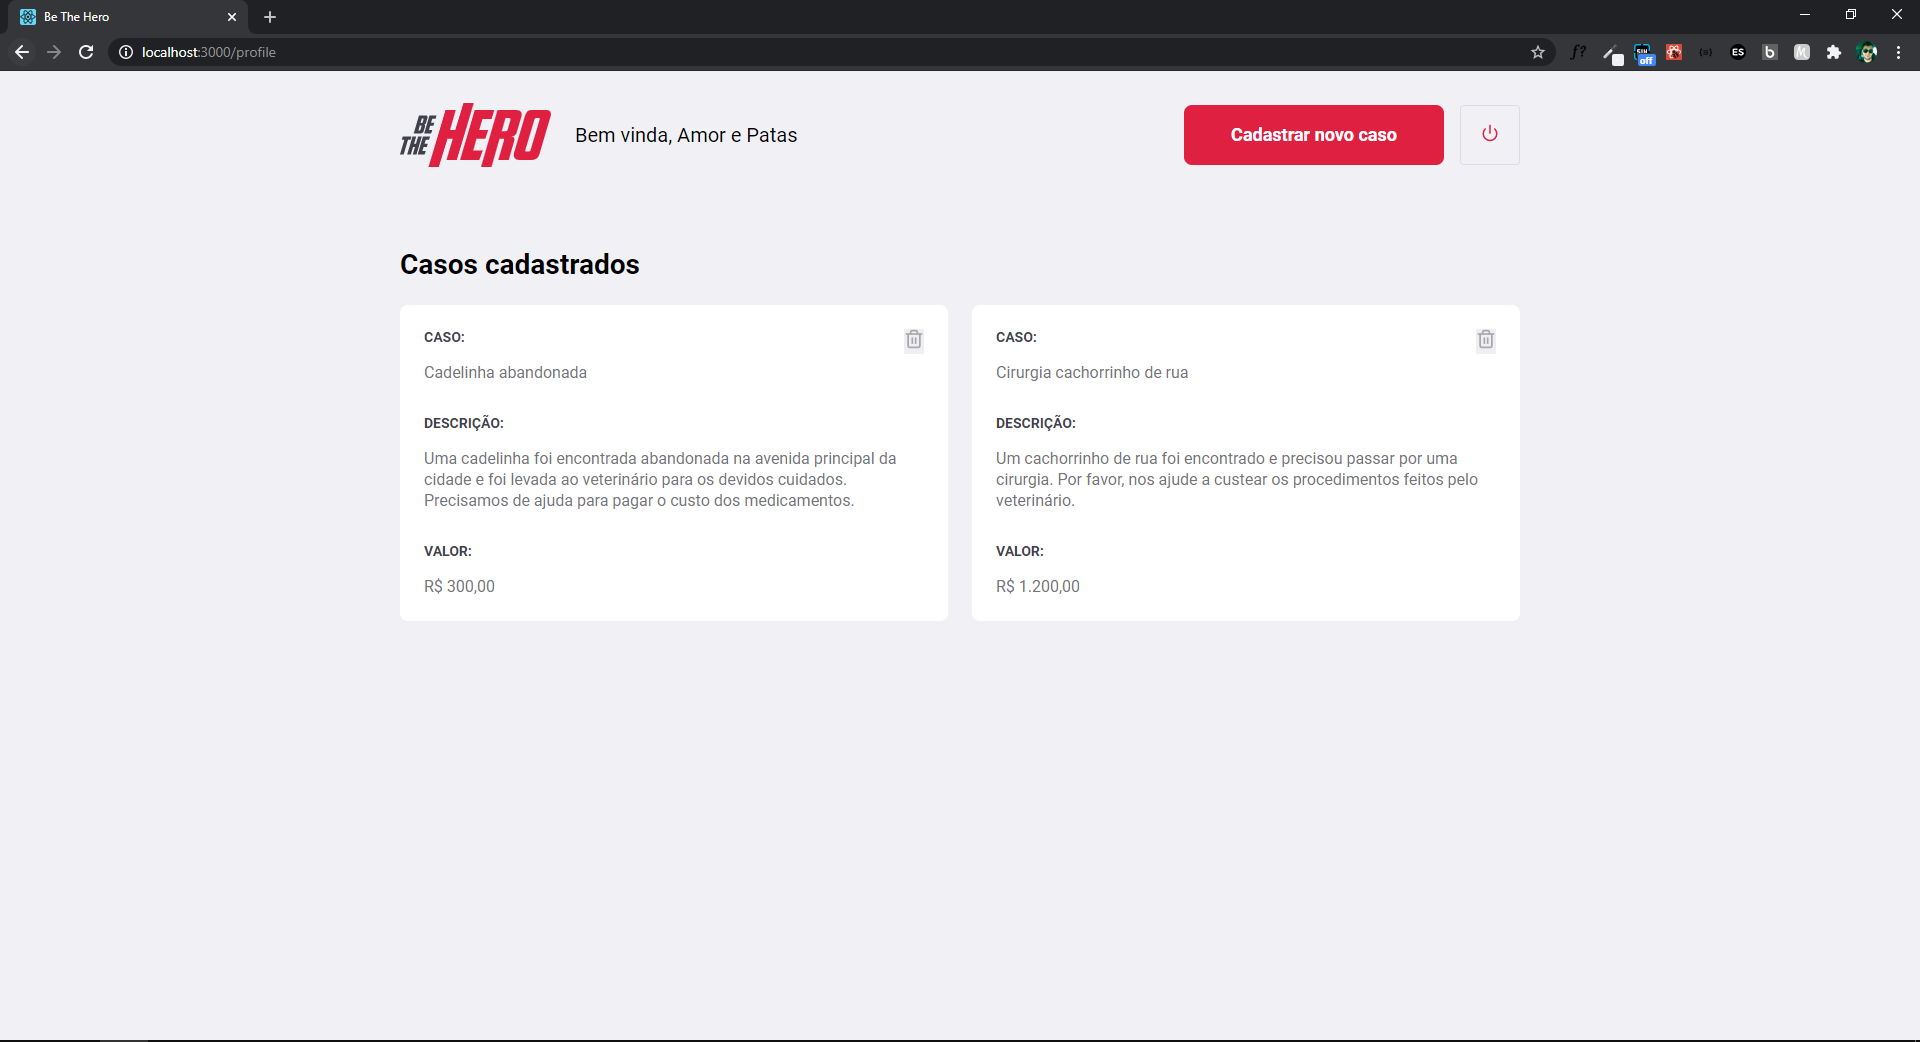 Be The Hero
localhost:3000/profile
f?
SIH
off
{≡}
ES
b
M
BE
THE
HERO
Bem vinda, Amor e Patas
Cadastrar novo caso
Casos cadastrados
CASO:
Cadelinha abandonada
DESCRIÇÃO:
Uma cadelinha foi encontrada abandonada na avenida principal da
cidade e foi levada ao veterinário para os devidos cuidados.
Precisamos de ajuda para pagar o custo dos medicamentos.
VALOR:
R$ 300,00
CASO:
Cirurgia cachorrinho de rua
DESCRIÇÃO:
Um cachorrinho de rua foi encontrado e precisou passar por uma
cirurgia. Por favor, nos ajude a custear os procedimentos feitos pelo
veterinário.
VALOR:
R$ 1.200,00